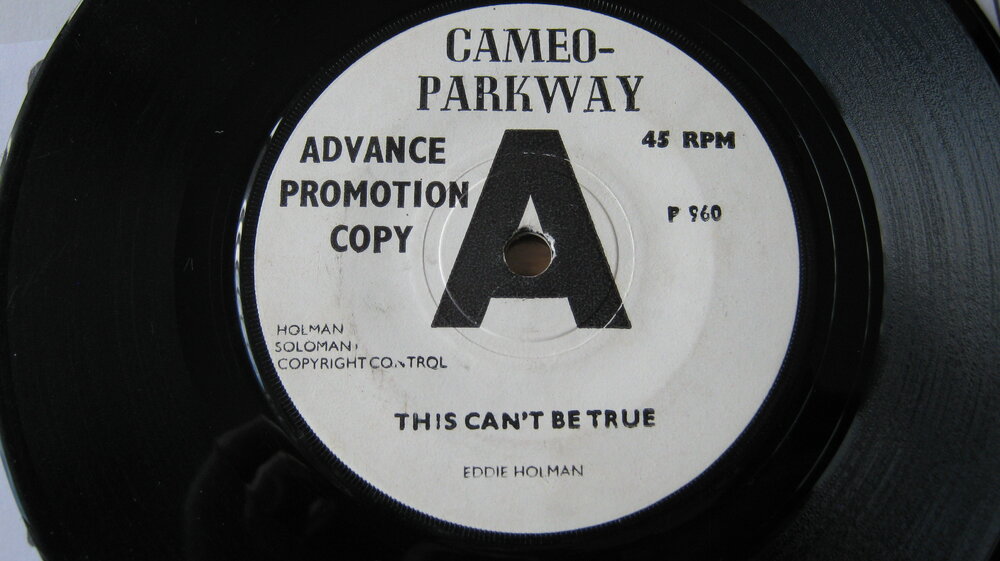 CAMEO-
PARKWAY
ADVANCE
PROMOTION
COPY
A
45 RPM
P 960
HOLMAN
SOLOMAN
COPYRIGHT CONTROL
THIS CAN'T BE TRUE
EDDIE HOLMAN